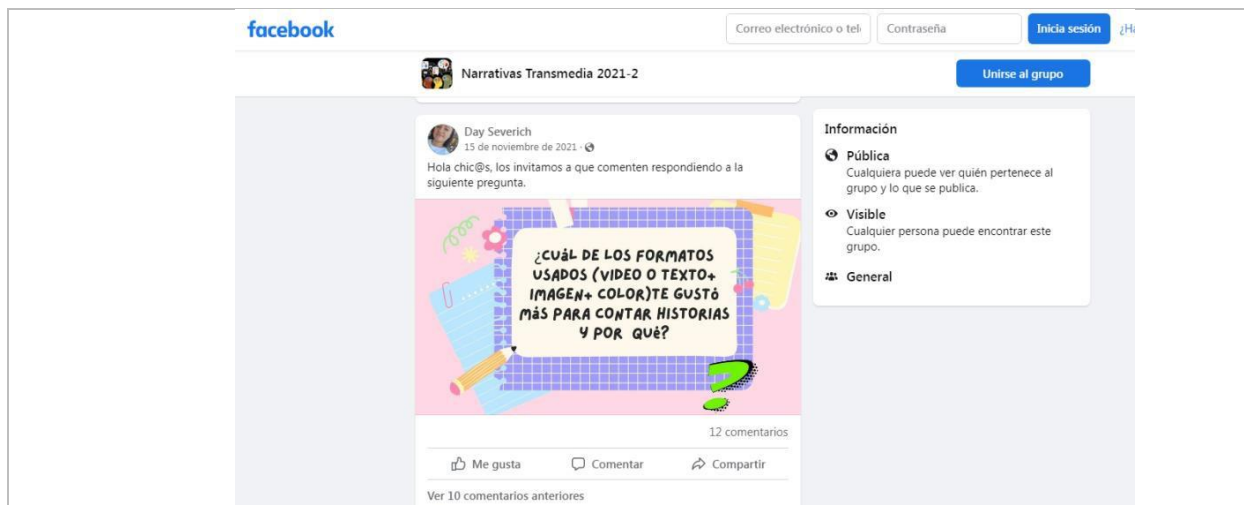 facebook
Correo electrónico o tel
Contraseña
Inicia sesión
Narrativas Transmedia 2021-2
Unirse al grupo
Day Severich
15 de noviembre de 2021 ·
Hola chic@s, los invitamos a que comenten respondiendo a la
siguiente pregunta.
¿CUáL DE LOS FORMATOS
USADOS (VIDEO O TEXTO+
IMAGEN+ COLOR)TE GUSTÓ
MáS PARA CONTAR HISTORIAS
Y POR QUé?
?
12 comentarios
Me gusta
Comentar
Compartir
Ver 10 comentarios anteriores
Información
Pública
Cualquiera puede ver quién pertenece al
grupo y lo que se publica.
Visible
Cualquier persona puede encontrar este
grupo.
General